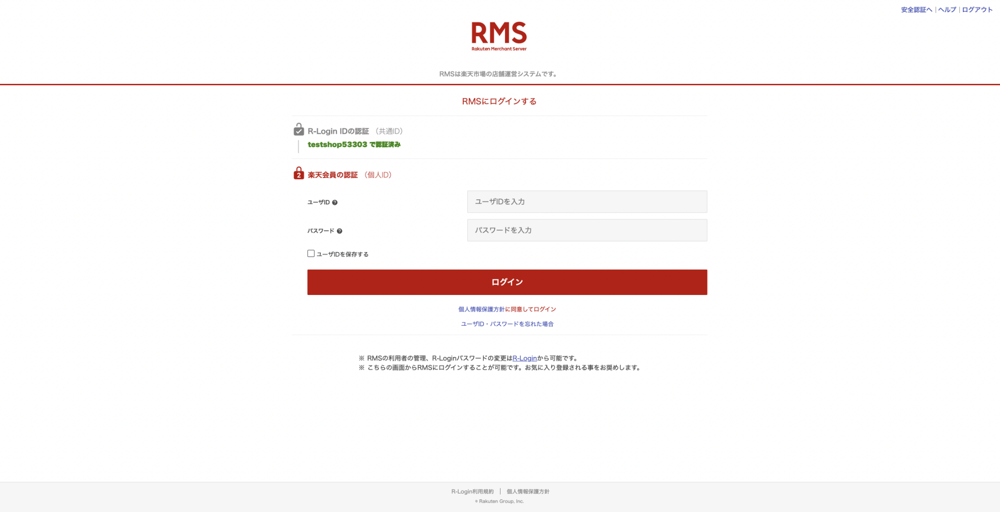 安全認証へ | ヘルプ | ログアウト
RMS
Rakuten Merchant Server
RMSは楽天市場の店舗運営システムです。
RMSにログインする
R-Login IDの認証 （共通ID）
testshop53303 で認証済み
2 楽天会員の認証 （個人ID）
ユーザID ?
ユーザIDを入力
パスワード ?
パスワードを入力
ユーザIDを保存する
ログイン
個人情報保護方針に同意してログイン
ユーザID・パスワードを忘れた場合
※ RMSの利用者の管理、R-Loginパスワードの変更はR-Loginから可能です。
※ こちらの画面からRMSにログインすることが可能です。お気に入り登録される事をお奨めします。
R-Login利用規約 | 個人情報保護方針
© Rakuten Group, Inc.